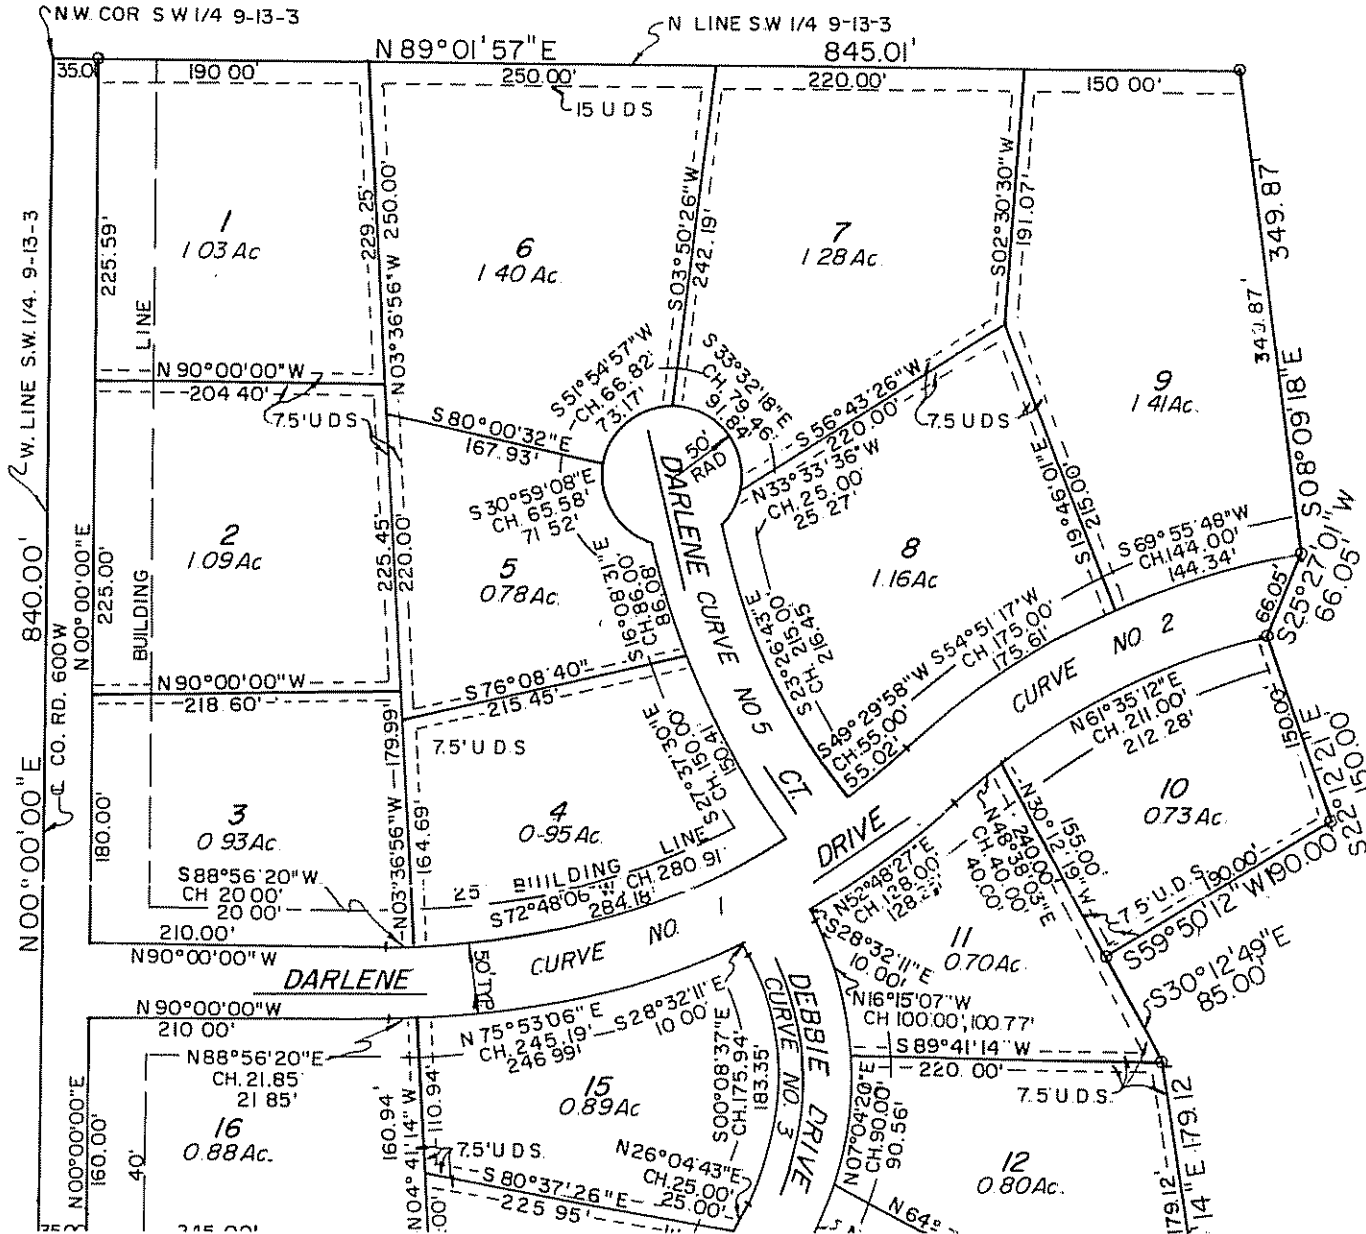 N.W. COR S W 1/4 9-13-3
N LINE S.W 1/4 9-13-3
N 89°01'57"E
845.01'
35.0
190 00'
250.00'
220.00'
150 00'
15 U D S
W. LINE S.W. 1/4. 9-13-3
225.59'
LINE
1
1 03 Ac
229.25'
N 03°36'56"W 250.00'
6
1 40 Ac.
S 03°50'26"W
242.19'
7
1 28 Ac.
S 02°30'30"W
191.07'
349.87'
9
1 41 Ac.
S 08°09'18"E
N 90°00'00"W
204 40'
7.5' U D S
S 80°00'32"E
167.93'
S 51°54'57"W
CH. 66.82'
73.17'
S 33°32'18"E
CH. 79.46'
91.84'
50'
RAD
S 56°43'26"W
220.00'
7.5' U D S
N 33°33'36"W
CH. 25.00'
25 27'
S 19°46'01"E
215.00'
N 00°00'00"E
225.00'
BUILDING
2
1.09 Ac
225.45'
220.00'
S 30°59'08"E
CH. 65.58'
71 52'
5
0.78 Ac.
S 16°08'31"E
CH. 86.00'
86.08'
DARLENE CT.
CURVE NO 5
8
1.16 Ac
S 23°26'43"E
CH. 215.00'
216.45'
S 69°55'48"W
CH. 144.00'
144.34'
66.05'
S 25°27'01"W
66.05'
N 90°00'00"W
218 60'
S 76°08'40"
215.45'
7.5' U D S
S 54°51'17"W
CH 175.00'
175.61'
CURVE NO 2
S 49°29'58"W
CH. 55.00'
55.02'
N 61°35'12"E
CH. 211.00'
212.28'
150.00'
S 22°12'21"E
150.00'
N 00°00'00"E
840.00'
℄ CO. RD. 600W
180.00'
3
0 93 Ac.
179.99'
N 03°36'56"W
164.69'
4
0-95 Ac.
S 27°37'30"E
CH. 150.00'
150.41'
S 88°56'20"W
CH 20 00'
20 00'
BUILDING LINE
S 72°48'06"W CH. 280.91'
284.18'
DRIVE
10
0.73 Ac.
N 30°12'19"W
155.00'
240.00'
N 48°38'03"E
CH. 40.00'
40.00'
7.5' U.D.S.
190.00'
S 59°50'12"W 190.00'
210.00'
N 90°00'00"W
DARLENE
50' TYP
CURVE NO. 1
N 52°48'27"E
CH 128.00'
S 28°32'11"E
10.00'
11
0.70 Ac.
S 30°12'49"E
85.00'
N 90°00'00"W
210 00'
N 88°56'20"E
CH. 21.85'
21 85'
N 75°53'06"E
CH. 245.19'
246.99'
S 28°32'11"E
10 00'
N 16°15'07"W
CH 100.00', 100.77'
S 89°41'14"W
220.00'
7.5' U D S.
N 00°00'00"E
160.00'
40'
16
0.88 Ac.
160.94'
N 04°41'14"W
110.94'
15
0.89 Ac
S 00°08'37"E
CH. 175.94'
183.35'
CURVE NO. 3
DEBBIE DRIVE
N 07°04'20"E
CH. 90.00'
90.56'
12
0.80 Ac.
179.12'
14"E 179.12
7.5' U D S.
S 80°37'26"E
225 95'
N 26°04'43"E
CH. 25.00'
25.00'
N 64°